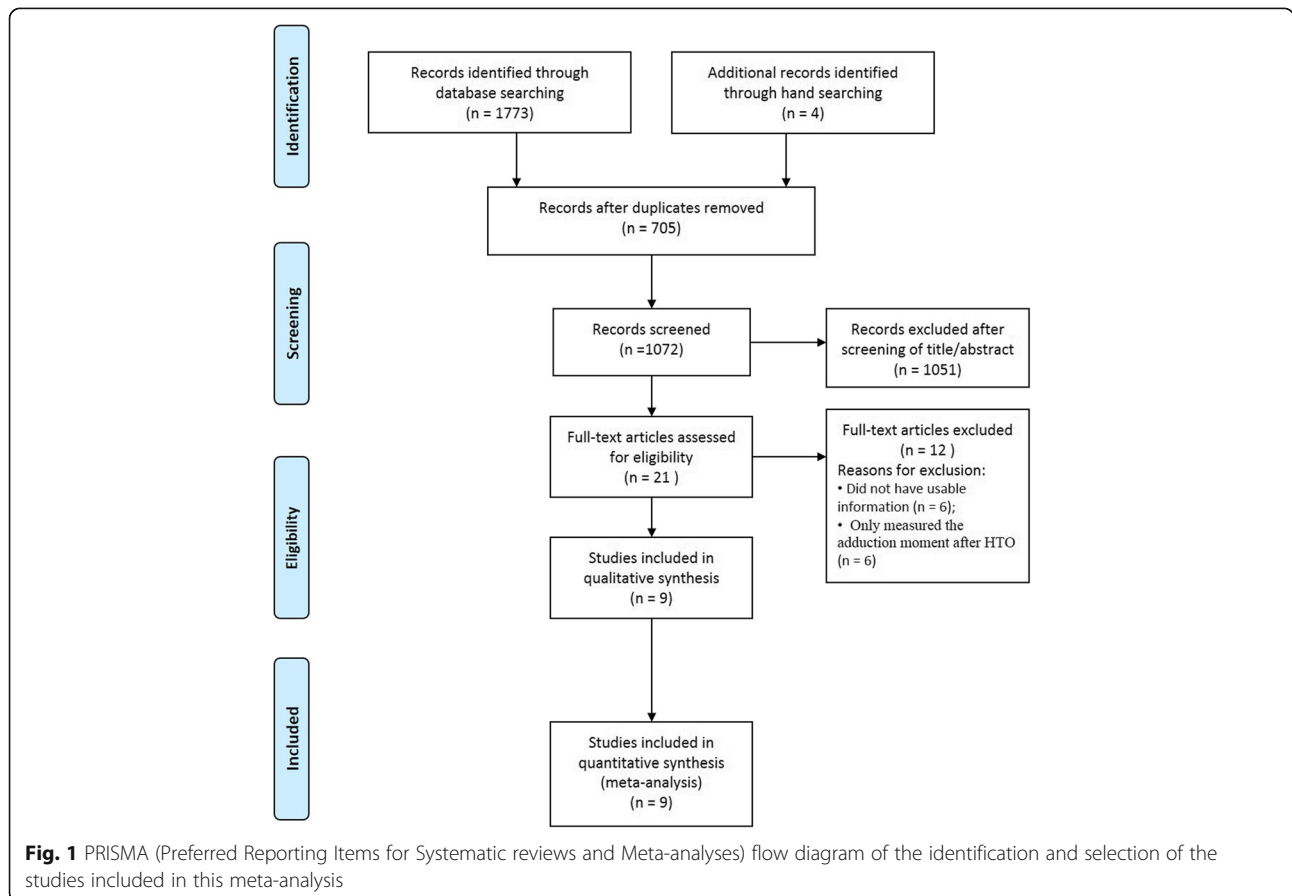 Identification
Records identified through
database searching
(n = 1773)
Additional records identified
through hand searching
(n = 4)
Records after duplicates removed
(n = 705)
Screening
Records screened
(n =1072)
Records excluded after
screening of title/abstract
(n = 1051)
Eligibility
Full-text articles assessed
for eligibility
(n = 21 )
Full-text articles excluded
(n = 12 )
Reasons for exclusion:
• Did not have usable
information (n = 6);
• Only measured the
adduction moment after HTO
(n = 6)
Studies included in
qualitative synthesis
(n = 9)
Included
Studies included in
quantitative synthesis
(meta-analysis)
(n = 9)
Fig. 1 PRISMA (Preferred Reporting Items for Systematic reviews and Meta-analyses) flow diagram of the identification and selection of the
studies included in this meta-analysis